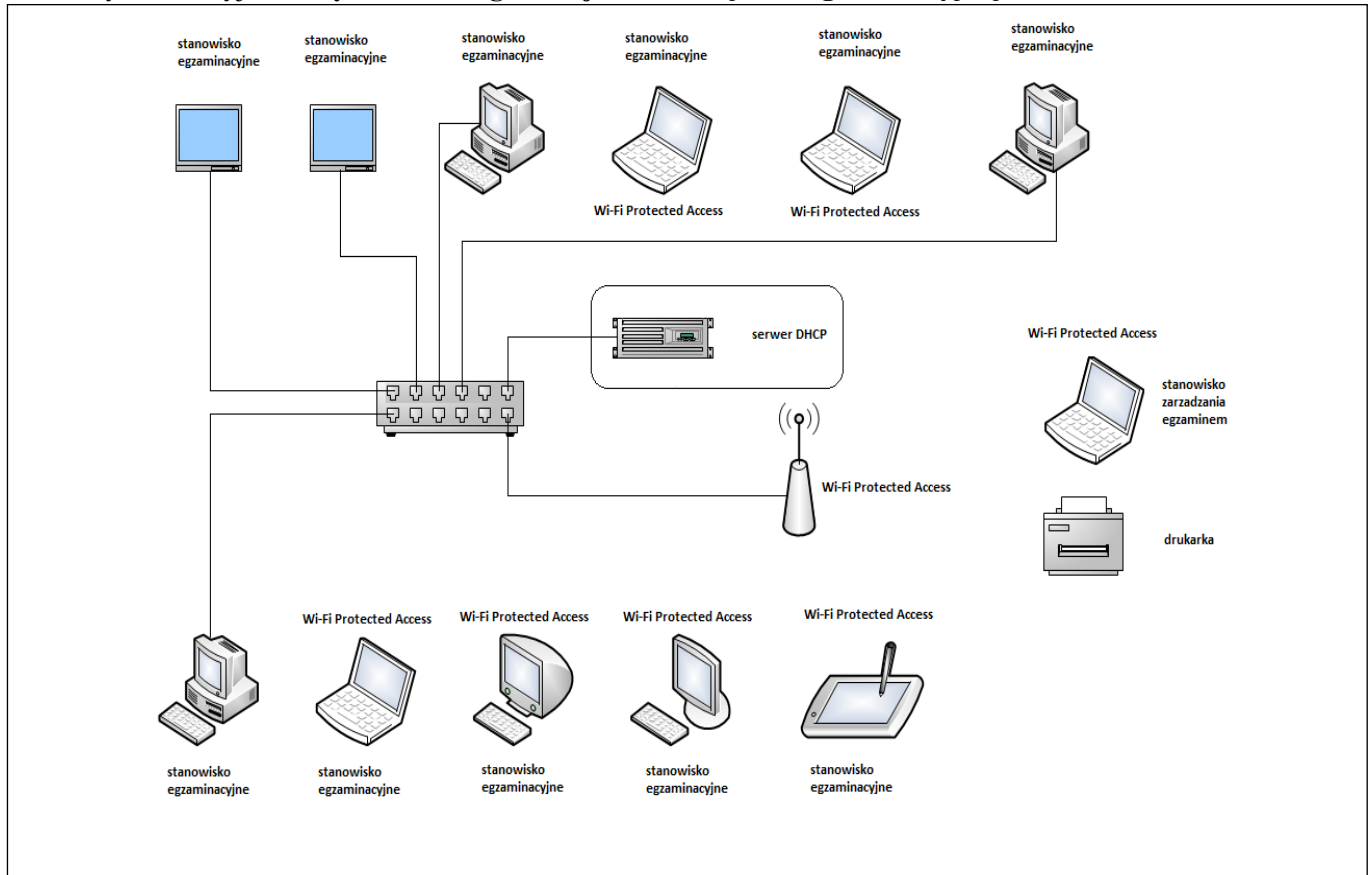 stanowisko
egzaminacyjne
stanowisko
egzaminacyjne
stanowisko
egzaminacyjne
stanowisko
egzaminacyjne
stanowisko
egzaminacyjne
stanowisko
egzaminacyjne
Wi-Fi Protected Access
Wi-Fi Protected Access
serwer DHCP
Wi-Fi Protected Access
stanowisko
zarzadzania
egzaminem
Wi-Fi Protected Access
drukarka
Wi-Fi Protected Access
Wi-Fi Protected Access
Wi-Fi Protected Access
Wi-Fi Protected Access
stanowisko
egzaminacyjne
stanowisko
egzaminacyjne
stanowisko
egzaminacyjne
stanowisko
egzaminacyjne
stanowisko
egzaminacyjne